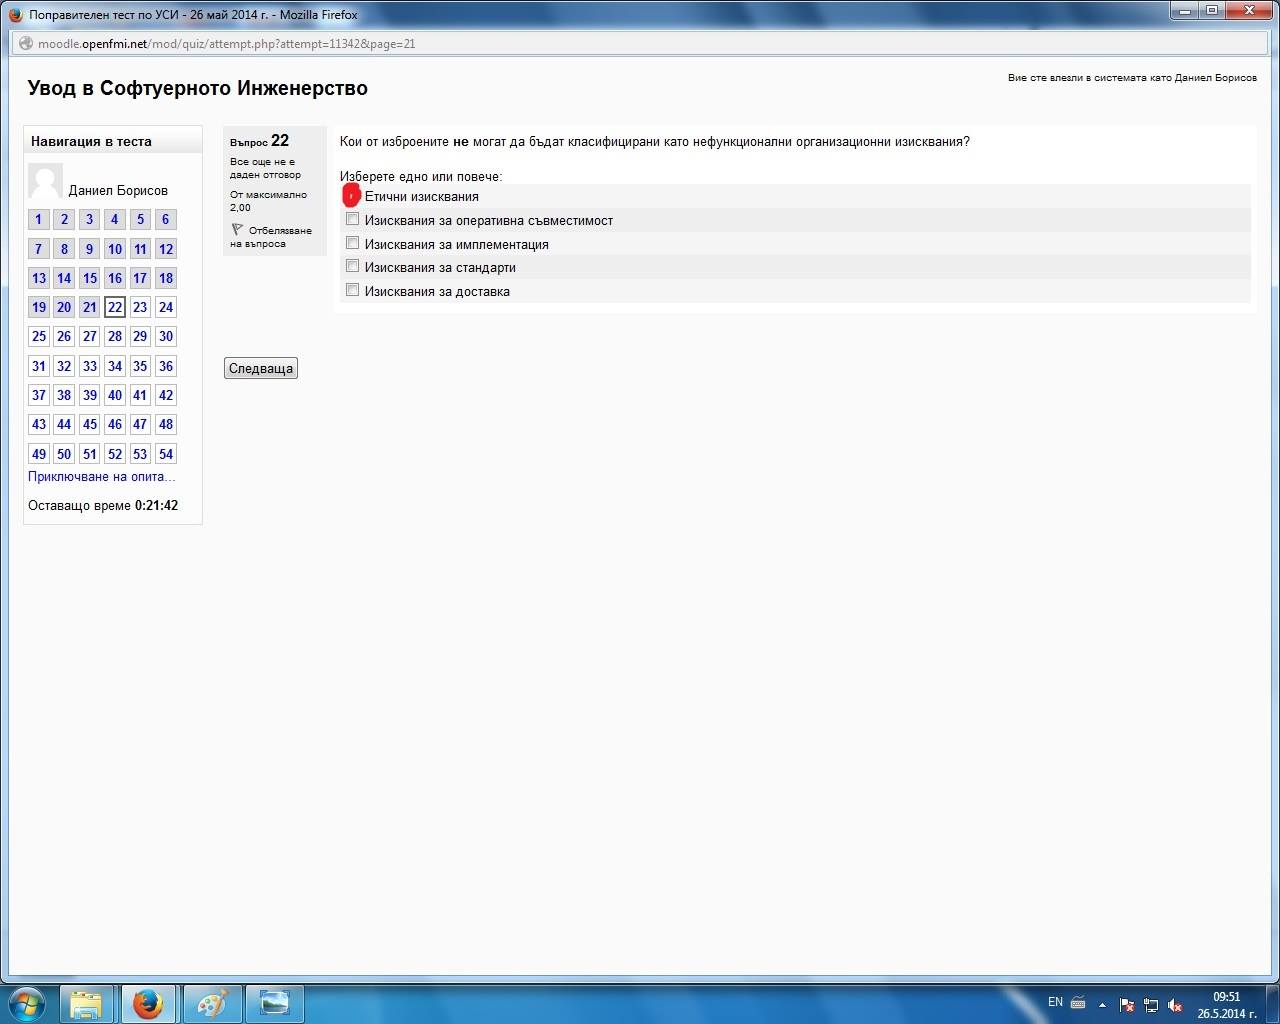 Поправителен тест по УСИ - 26 май 2014 г. - Mozilla Firefox
moodle.openfmi.net/mod/quiz/attempt.php?attempt=11342&page=21
Увод в Софтуерното Инженерство
Вие сте влезли в системата като Даниел Борисов
Навигация в теста
Даниел Борисов
1 2 3 4 5 6
7 8 9 10 11 12
13 14 15 16 17 18
19 20 21 22 23 24
25 26 27 28 29 30
31 32 33 34 35 36
37 38 39 40 41 42
43 44 45 46 47 48
49 50 51 52 53 54
Приключване на опита...
Оставащо време 0:21:42
Въпрос 22
Все още не е
даден отговор
От максимално
2,00
Отбелязване
на въпроса
Кои от изброените не могат да бъдат класифицирани като нефункционални организационни изисквания?
Изберете едно или повече:
Етични изисквания
Изисквания за оперативна съвместимост
Изисквания за имплементация
Изисквания за стандарти
Изисквания за доставка
Следваща
EN
09:51
26.5.2014 г.